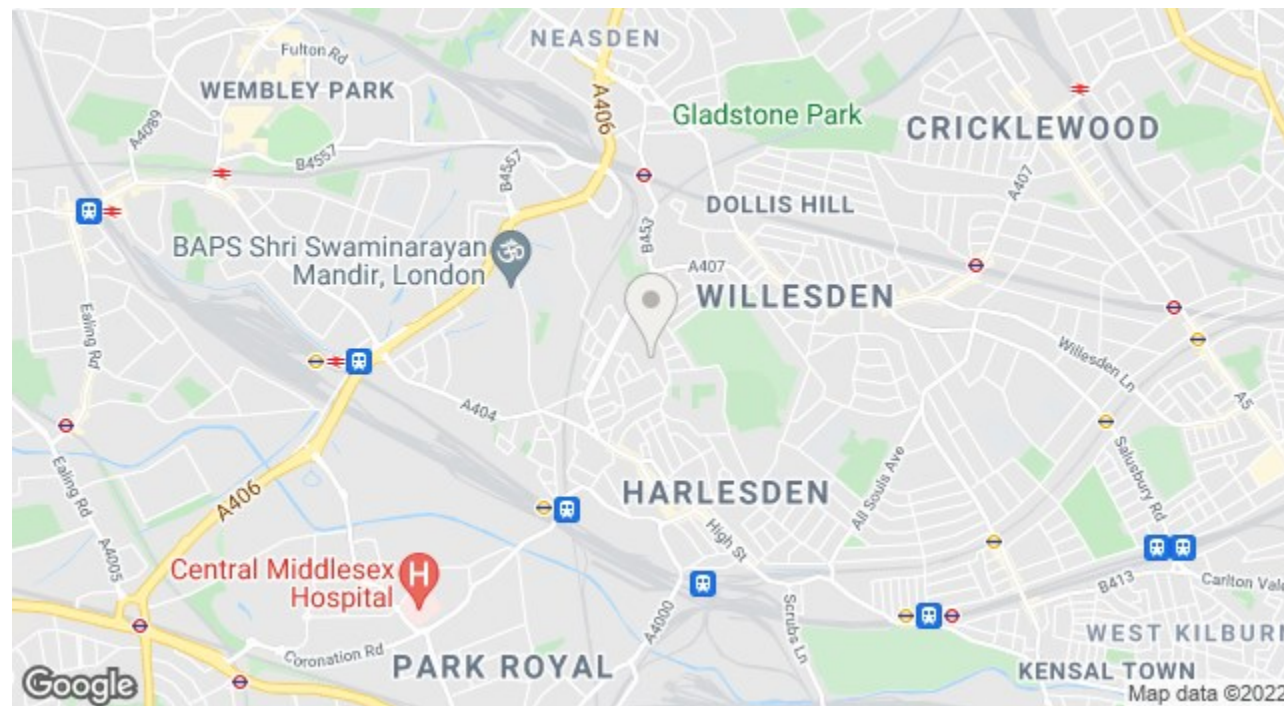 NEASDEN
Fulton Rd
WEMBLEY PARK
A406
Gladstone Park
CRICKLEWOOD
A4089
B4557
B4557
A407
DOLLIS HILL
B453
BAPS Shri Swaminarayan
Mandir, London
ॐ
A407
WILLESDEN
Ealing Rd
Willesden Ln
A404
A5
Salusbury Rd
Ealing Rd
A406
HARLESDEN
All Souls Ave
High St
A4005
Central Middlesex
Hospital
H
B413
Carlton Vale
A4000
Scrubs Ln
WEST KILBURN
Coronation Rd
PARK ROYAL
KENSAL TOWN
Google
Map data ©2022